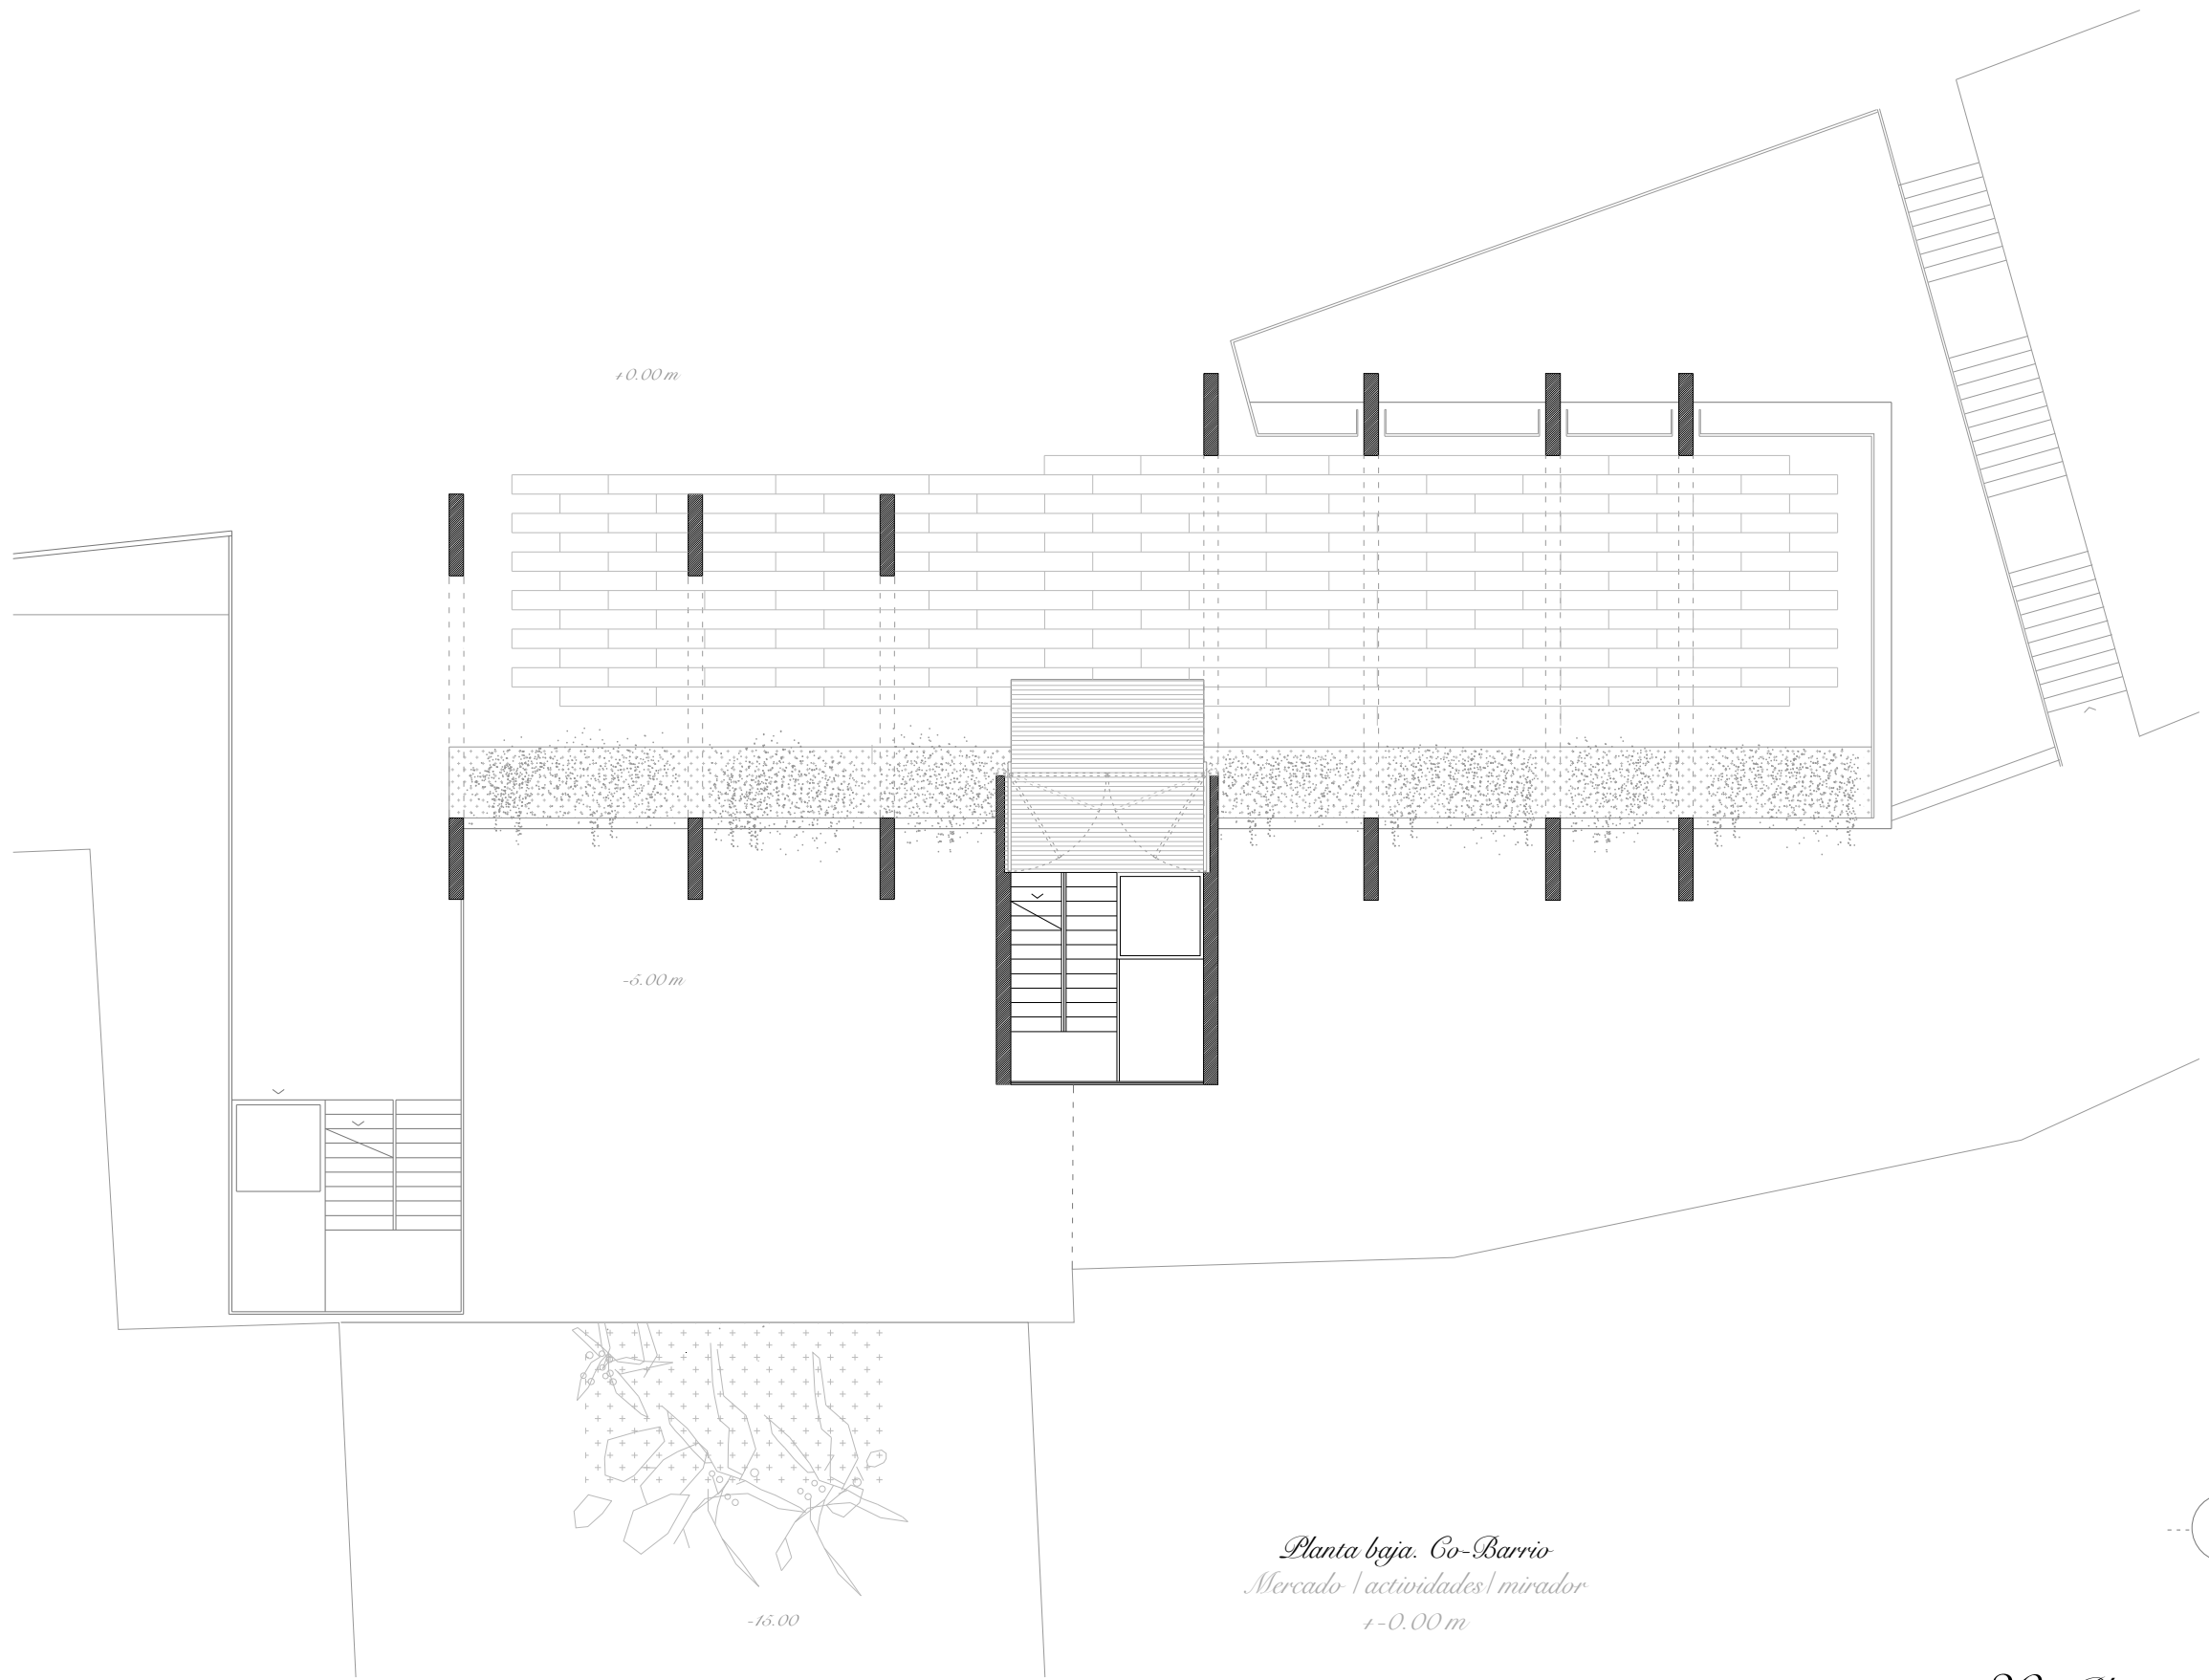 +0.00 m
-5.00 m
Planta baja. Co-Barrio
Mercado | actividades | mirador
+-0.00 m
-15.00